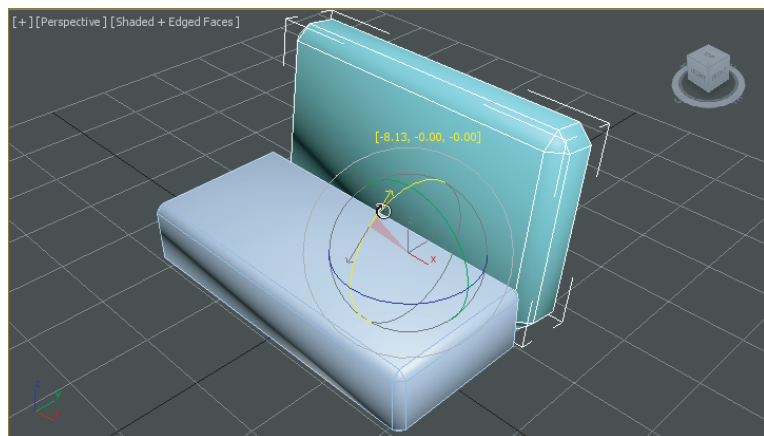 [+] [Perspective] [Shaded + Edged Faces]
[-8.13, -0.00, -0.00]
x
z
y
x